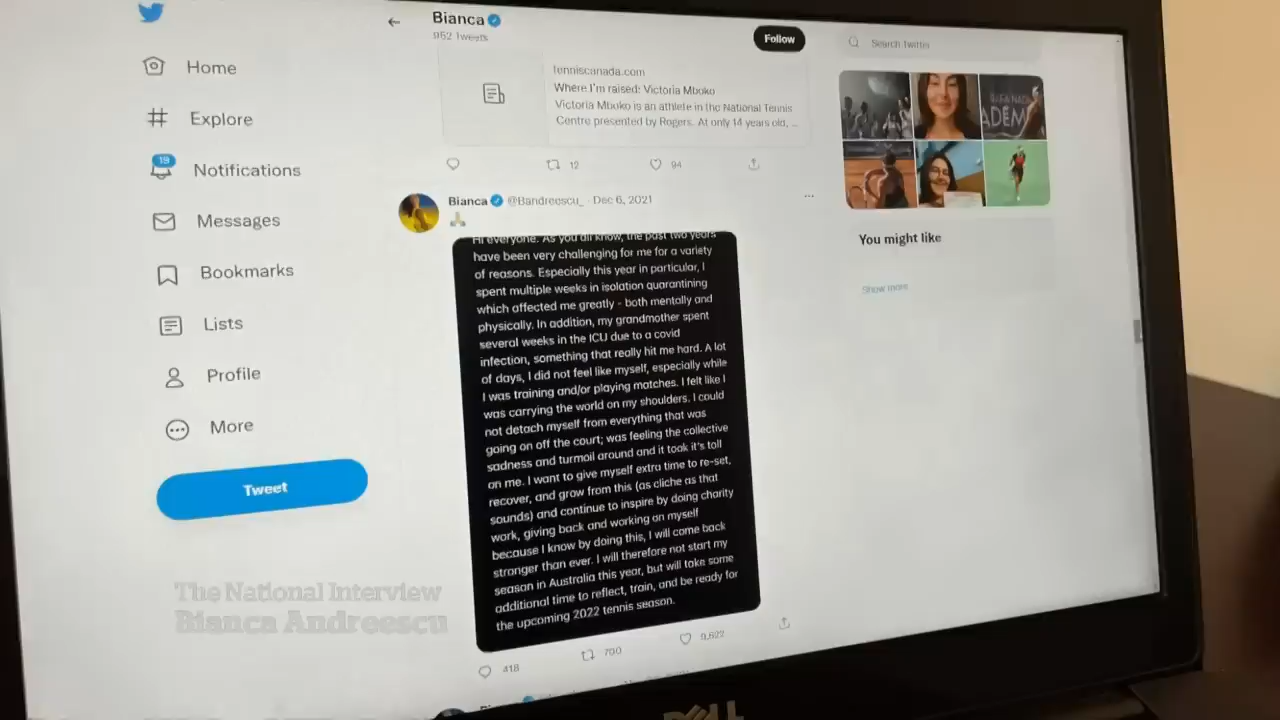 Bianca
952 Tweets
Follow
Search Twitter
Home
Explore
19
Notifications
Messages
Bookmarks
Lists
Profile
More
Tweet
tenniscanada.com
Where I'm raised: Victoria Mboko
Victoria Mboko is an athlete in the National Tennis
Centre presented by Rogers. At only 14 years old, ...
12
94
Bianca @Bandreescu_ · Dec 6, 2021
Hi everyone. As you all know, the past two years
have been very challenging for me for a variety
of reasons. Especially this year in particular, I
spent multiple weeks in isolation quarantining
which affected me greatly - both mentally and
physically. In addition, my grandmother spent
several weeks in the ICU due to a covid
infection, something that really hit me hard. A lot
of days, I did not feel like myself, especially while
I was training and/or playing matches. I felt like I
was carrying the world on my shoulders. I could
not detach myself from everything that was
going on off the court; was feeling the collective
sadness and turmoil around and it took it's toll
on me. I want to give myself extra time to re-set,
recover, and grow from this (as cliche as that
sounds) and continue to inspire by doing charity
work, giving back and working on myself
because I know by doing this, I will come back
stronger than ever. I will therefore not start my
season in Australia this year, but will take some
additional time to reflect, train, and be ready for
the upcoming 2022 tennis season.
418
700
9,622
You might like
Show more
The National Interview
Bianca Andreescu
DELL